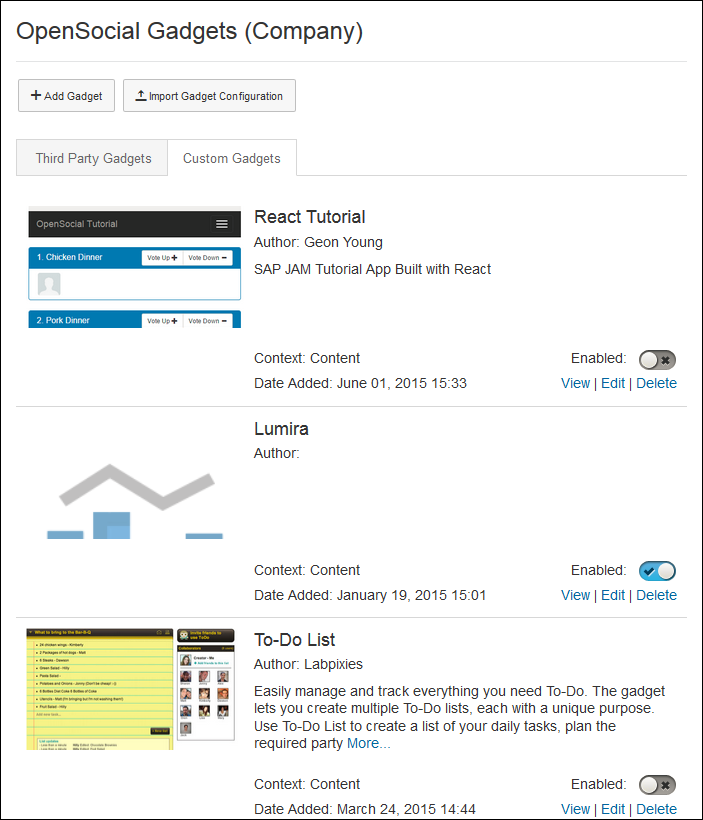 OpenSocial Gadgets (Company)
Add Gadget
Import Gadget Configuration
Third Party Gadgets
Custom Gadgets
OpenSocial Tutorial
1. Chicken Dinner
Vote Up
Vote Down
2. Pork Dinner
Vote Up
Vote Down
React Tutorial
Author: Geon Young
SAP JAM Tutorial App Built with React
Context: Content
Enabled:
Date Added: June 01, 2015 15:33
View | Edit | Delete
Lumira
Author:
Context: Content
Enabled:
Date Added: January 19, 2015 15:01
View | Edit | Delete
What to bring to the Bar-B-Q
Invite friends to
use ToDo
To-Do List
Author: Labpixies
Easily manage and track everything you need To-Do. The gadget
lets you create multiple To-Do lists, each with a unique purpose.
Use To-Do List to create a list of your daily tasks, plan the
required party More...
Context: Content
Enabled:
Date Added: March 24, 2015 14:44
View | Edit | Delete